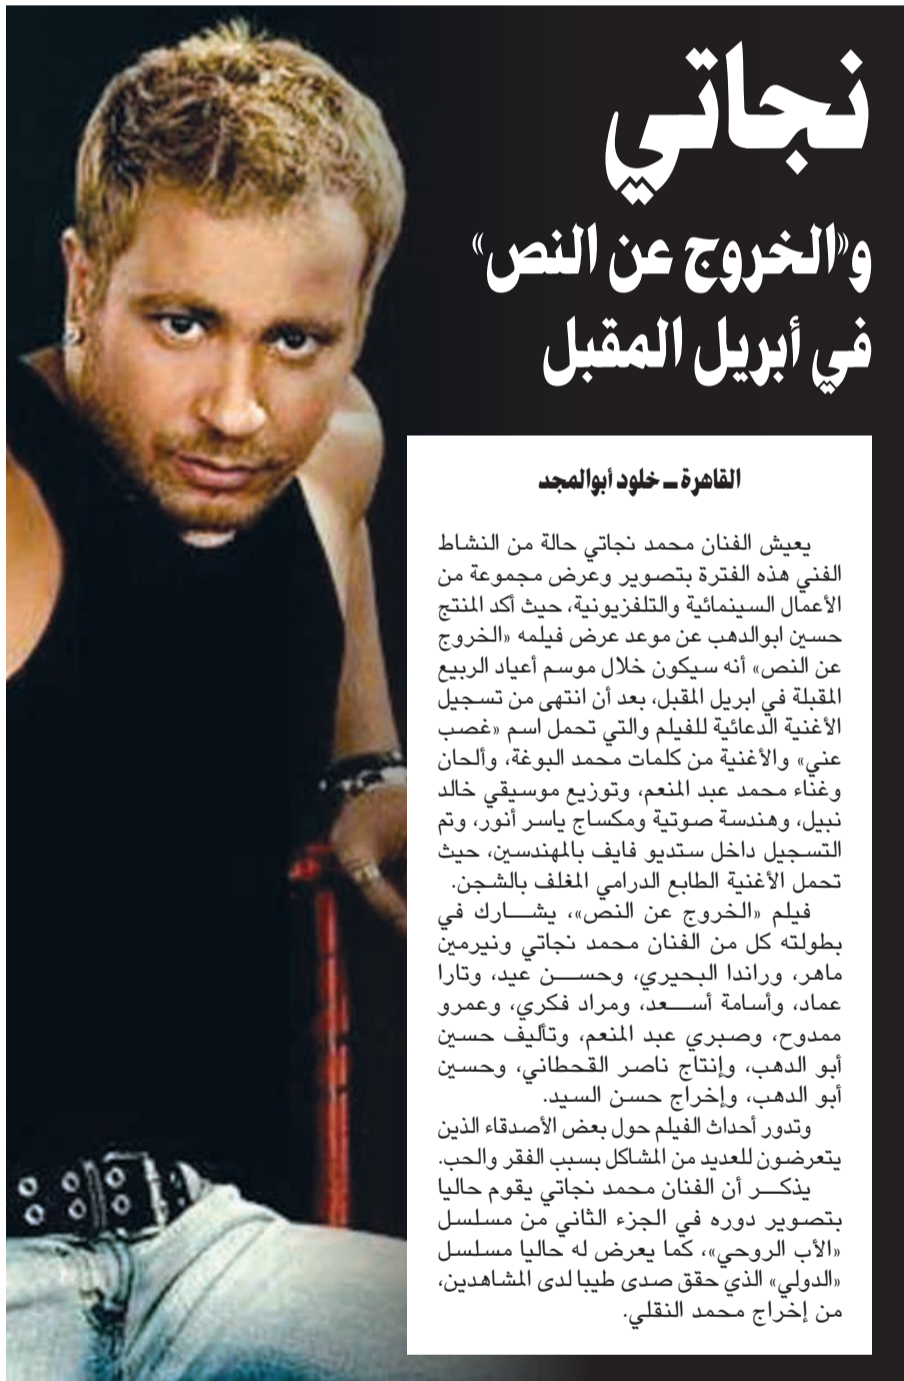 نجاتي
و«الخروج عن النص»
في أبريل المقبل
القاهرة ـ خلود أبوالمجد
يعيش الفنان محمد نجاتي حالة من النشاط
الفني هذه الفترة بتصوير وعرض مجموعة من
الأعمال السينمائية والتلفزيونية، حيث أكد المنتج
حسين ابوالدهب عن موعد عرض فيلمه «الخروج
عن النص» أنه سيكون خلال موسم أعياد الربيع
المقبلة في ابريل المقبل، بعد أن انتهى من تسجيل
الأغنية الدعائية للفيلم والتي تحمل اسم «غصب
عني» والأغنية من كلمات محمد البوغة، وألحان
وغناء محمد عبد المنعم، وتوزيع موسيقي خالد
نبيل، وهندسة صوتية ومكساج ياسر أنور، وتم
التسجيل داخل ستديو فايف بالمهندسين، حيث
تحمل الأغنية الطابع الدرامي المغلف بالشجن.
فيلم «الخروج عن النص»، يشــارك في
بطولته كل من الفنان محمد نجاتي ونيرمين
ماهر، وراندا البحيري، وحســن عيد، وتارا
عماد، وأسامة أســعد، ومراد فكري، وعمرو
ممدوح، وصبري عبد المنعم، وتأليف حسين
أبو الدهب، وإنتاج ناصر القحطاني، وحسين
أبو الدهب، وإخراج حسن السيد.
وتدور أحداث الفيلم حول بعض الأصدقاء الذين
يتعرضون للعديد من المشاكل بسبب الفقر والحب.
يذكــر أن الفنان محمد نجاتي يقوم حاليا
بتصوير دوره في الجزء الثاني من مسلسل
«الأب الروحي»، كما يعرض له حاليا مسلسل
«الدولي» الذي حقق صدى طيبا لدى المشاهدين،
من إخراج محمد النقلي.